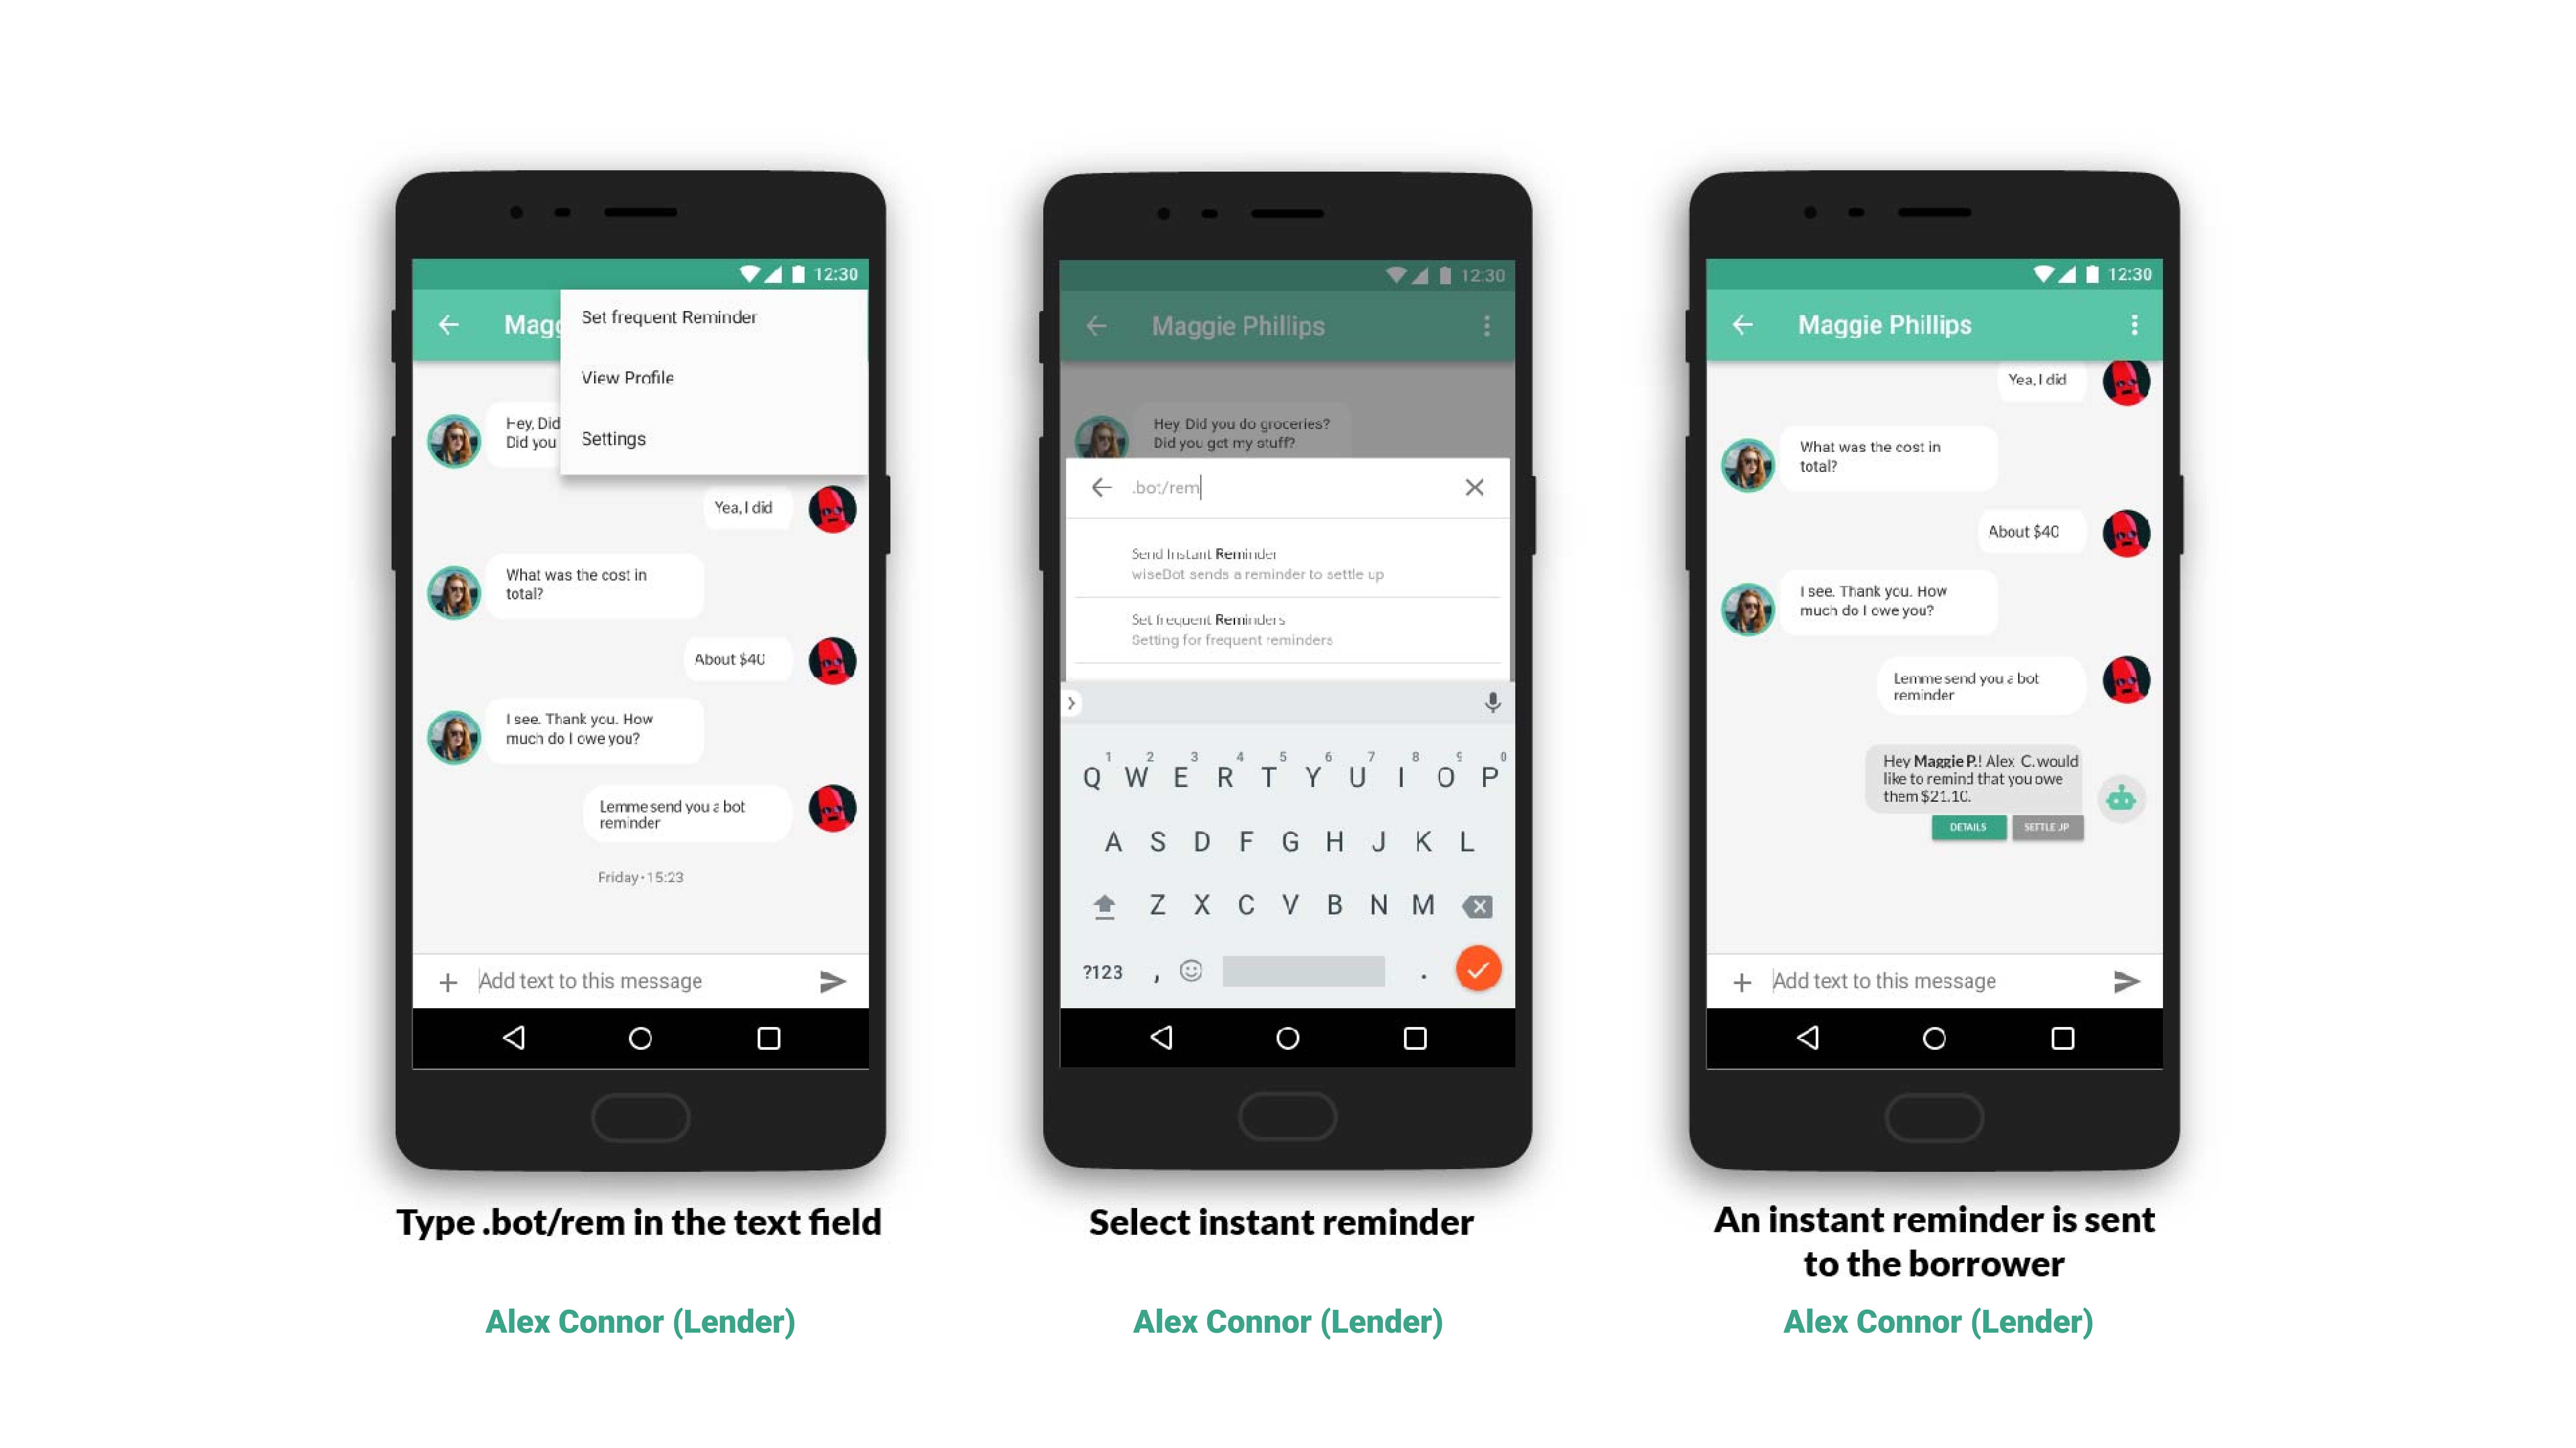 12:30
Magg
Set frequent Reminder
View Profile
Settings
Hey, Did
Did you
Yea, I did
What was the cost in
total?
About $40
I see. Thank you. How
much do I owe you?
Lemme send you a bot
reminder
Friday • 15:23
Add text to this message
Type .bot/rem in the text field
Alex Connor (Lender)
12:30
Maggie Phillips
Hey Did you do groceries?
Did you get my stuff?
.bot/rem
Send Instant Reminder
wiseBot sends a reminder to settle up
Set frequent Reminders
Setting for frequent reminders
1 2 3 4 5 6 7 8 9 0
Q W E R T Y U I O P
A S D F G H J K L
Z X C V B N M
?123 , .
Select instant reminder
Alex Connor (Lender)
12:30
Maggie Phillips
Yea, I did
What was the cost in
total?
About $40
I see. Thank you. How
much do I owe you?
Lemme send you a bot
reminder
Hey Maggie P.! Alex C. would
like to remind that you owe
them $21.10.
DETAILS SETTLE UP
Add text to this message
An instant reminder is sent
to the borrower
Alex Connor (Lender)